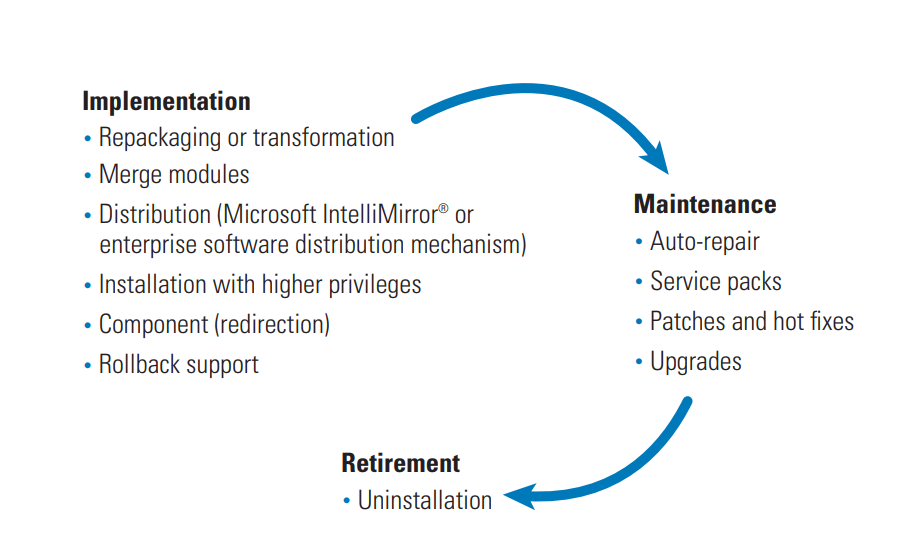 Implementation
• Repackaging or transformation
• Merge modules
• Distribution (Microsoft IntelliMirror® or
enterprise software distribution mechanism)
• Installation with higher privileges
• Component (redirection)
• Rollback support
Maintenance
• Auto-repair
• Service packs
• Patches and hot fixes
• Upgrades
Retirement
• Uninstallation